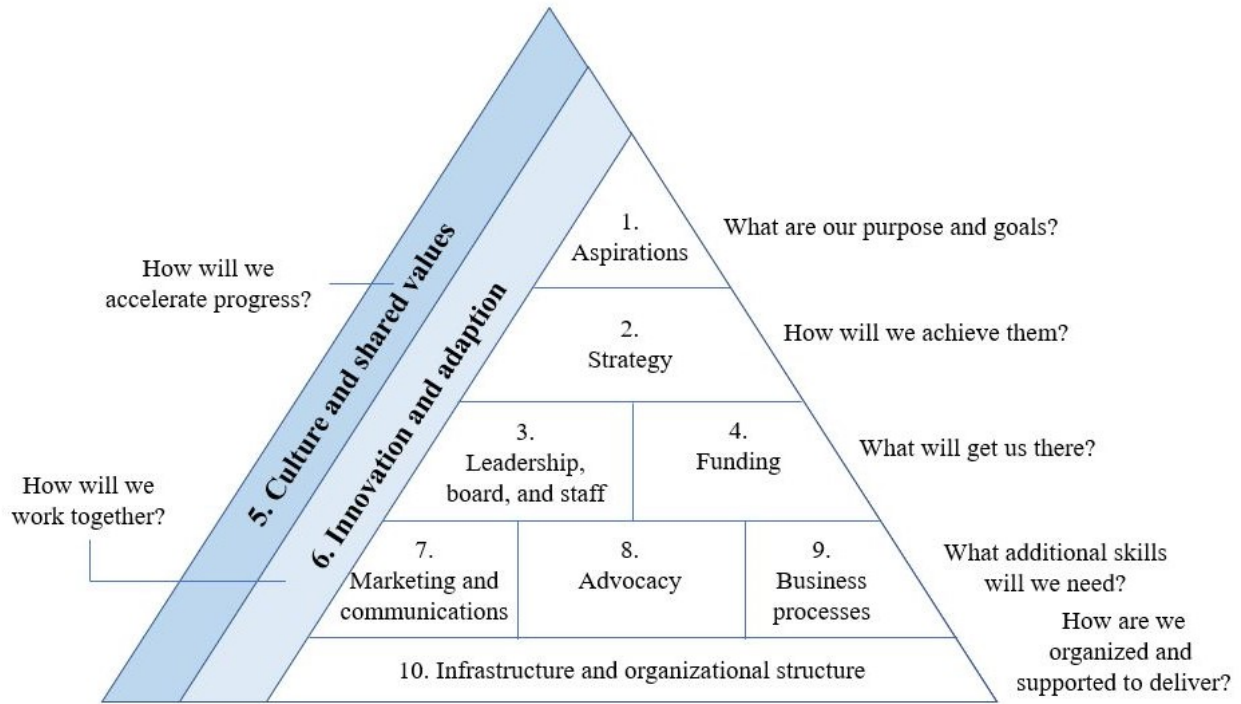 1.
Aspirations
What are our purpose and goals?
How will we
accelerate progress?
5. Culture and shared values
6. Innovation and adaption
2.
Strategy
How will we achieve them?
3.
Leadership,
board, and staff
4.
Funding
What will get us there?
How will we
work together?
7.
Marketing and
communications
8.
Advocacy
9.
Business
processes
What additional skills
will we need?
10. Infrastructure and organizational structure
How are we
organized and
supported to deliver?